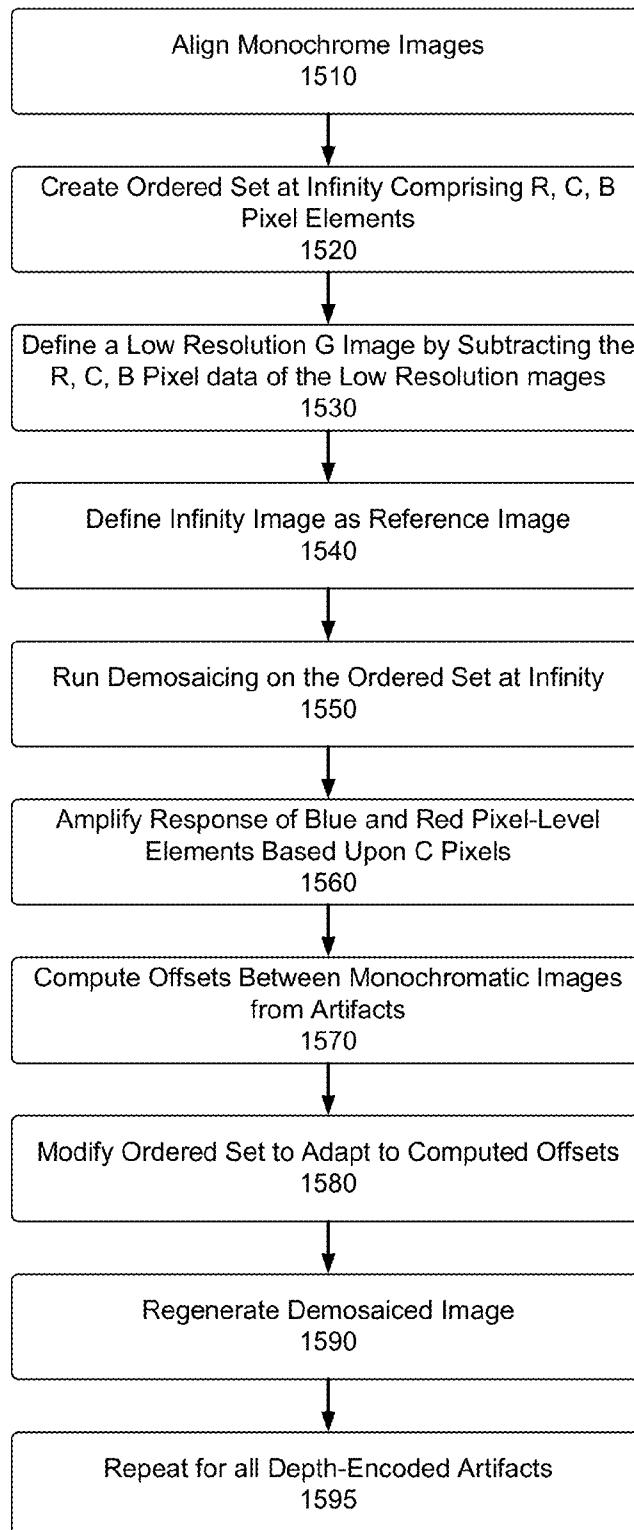 Align Monochrome Images
1510
Create Ordered Set at Infinity Comprising R, C, B
Pixel Elements
1520
Define a Low Resolution G Image by Subtracting the
R, C, B Pixel data of the Low Resolution mages
1530
Define Infinity Image as Reference Image
1540
Run Demosaicing on the Ordered Set at Infinity
1550
Amplify Response of Blue and Red Pixel-Level
Elements Based Upon C Pixels
1560
Compute Offsets Between Monochromatic Images
from Artifacts
1570
Modify Ordered Set to Adapt to Computed Offsets
1580
Regenerate Demosaiced Image
1590
Repeat for all Depth-Encoded Artifacts
1595